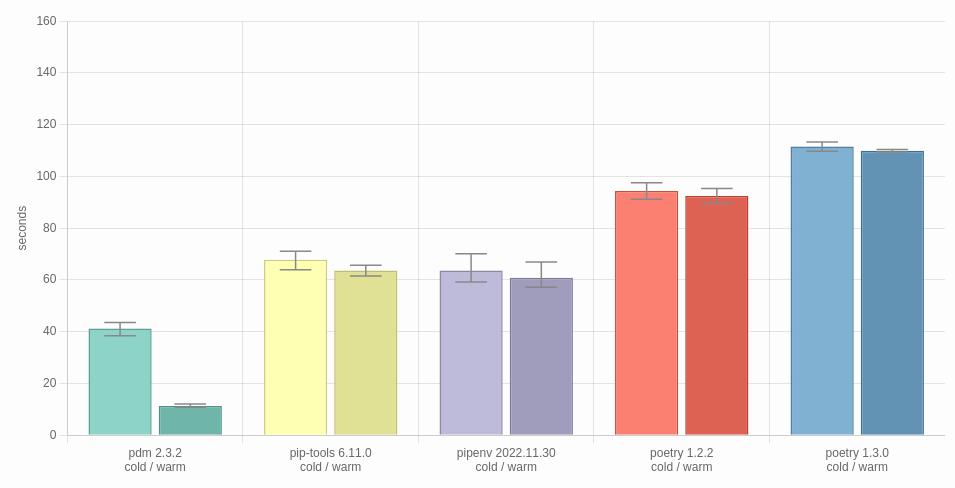 160
140
120
100
80
60
40
20
0
seconds
pdm 2.3.2
cold / warm
pip-tools 6.11.0
cold / warm
pipenv 2022.11.30
cold / warm
poetry 1.2.2
cold / warm
poetry 1.3.0
cold / warm